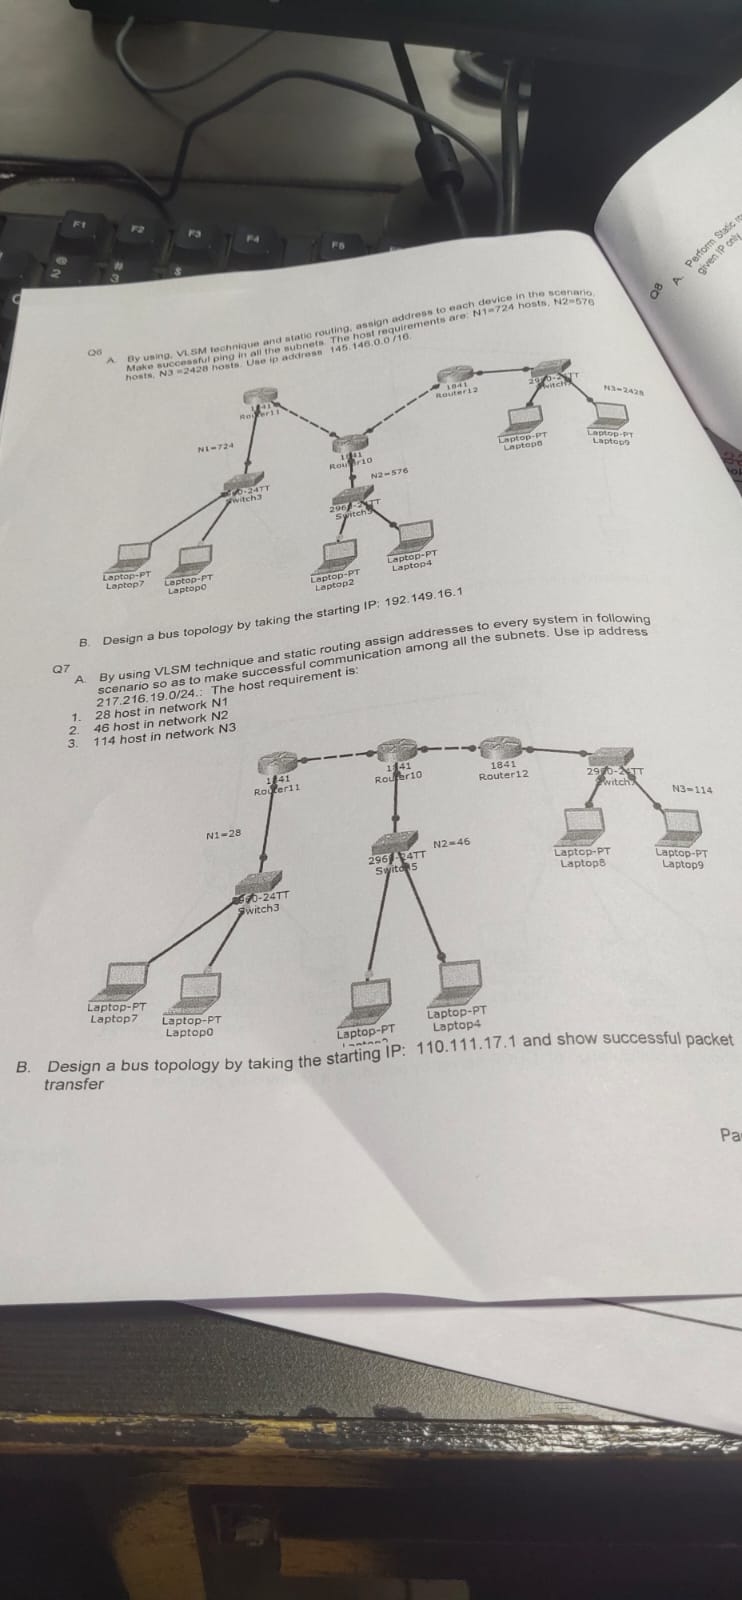 F1
F2
F3
F4
F5
@
2
#
3
$
Q8
A. Perform Static
given IP only
Q6
A. By using, VLSM technique and static routing, assign address to each device in the scenario.
Make successful ping in all the subnets. The host requirements are: N1=724 hosts, N2=576
hosts, N3 =2428 hosts. Use ip address 145.146.0.0 /16.
1841
Router11
1841
Router12
Switch
N3=2428
Laptop-PT
Laptop8
Laptop-PT
Laptop9
N1=724
1841
Router10
N2=576
-24TT
Switch3
Switch5
Laptop-PT
Laptop7
Laptop-PT
Laptop0
Laptop-PT
Laptop2
Laptop-PT
Laptop4
B. Design a bus topology by taking the starting IP: 192.149.16.1
Q7
A. By using VLSM technique and static routing assign addresses to every system in following
scenario so as to make successful communication among all the subnets. Use ip address
217.216.19.0/24.: The host requirement is:
1. 28 host in network N1
2. 46 host in network N2
3. 114 host in network N3
1841
Router11
1841
Router10
1841
Router12
2960-24TT
Switch
N3=114
N1=28
N2=46
2960-24TT
Switch5
Laptop-PT
Laptop8
Laptop-PT
Laptop9
2960-24TT
Switch3
Laptop-PT
Laptop7
Laptop-PT
Laptop0
Laptop-PT
Laptop-PT
Laptop4
B. Design a bus topology by taking the starting IP: 110.111.17.1 and show successful packet
transfer